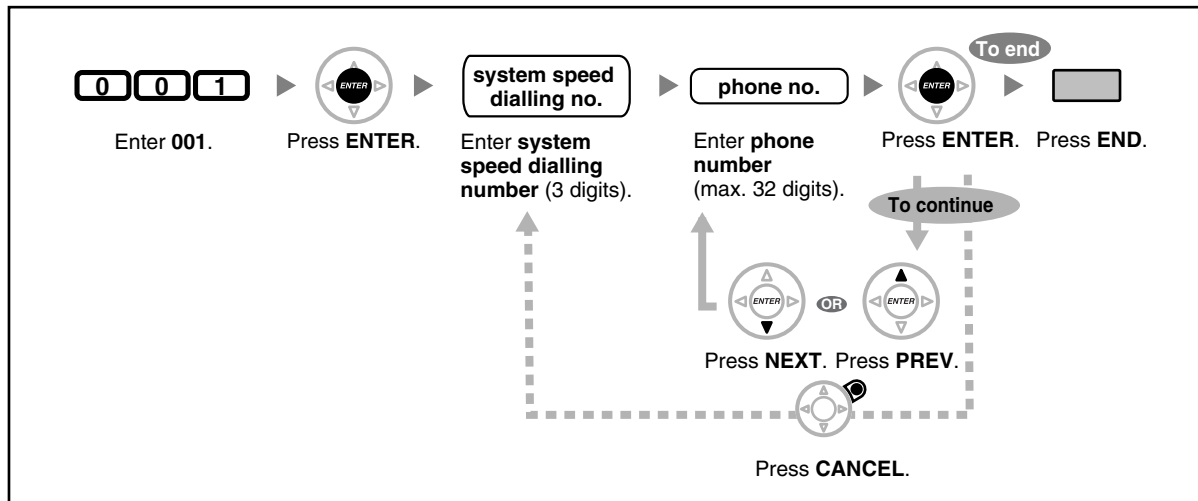 To end
0 0 1
ENTER
system speed
dialling no.
phone no.
ENTER
Enter 001.
Press ENTER.
Enter system
speed dialling
number (3 digits).
Enter phone
number
(max. 32 digits).
Press ENTER.
Press END.
To continue
ENTER
OR
ENTER
Press NEXT.
Press PREV.
Press CANCEL.